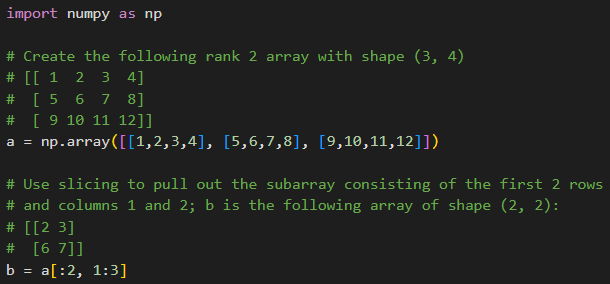 import numpy as np
# Create the following rank 2 array with shape (3, 4)
# [[ 1  2  3  4]
#  [ 5  6  7  8]
#  [ 9 10 11 12]]
a = np.array([[1,2,3,4], [5,6,7,8], [9,10,11,12]])
# Use slicing to pull out the subarray consisting of the first 2 rows
# and columns 1 and 2; b is the following array of shape (2, 2):
# [[2 3]
#  [6 7]]
b = a[:2, 1:3]